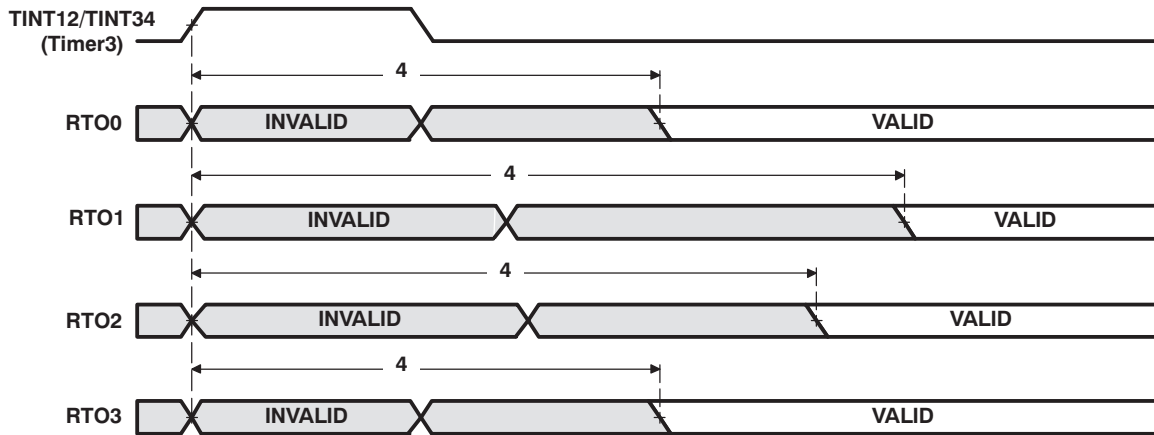 TINT12/TINT34
(Timer3)
4
RTO0 INVALID VALID
4
RTO1 INVALID VALID
4
RTO2 INVALID VALID
4
RTO3 INVALID VALID